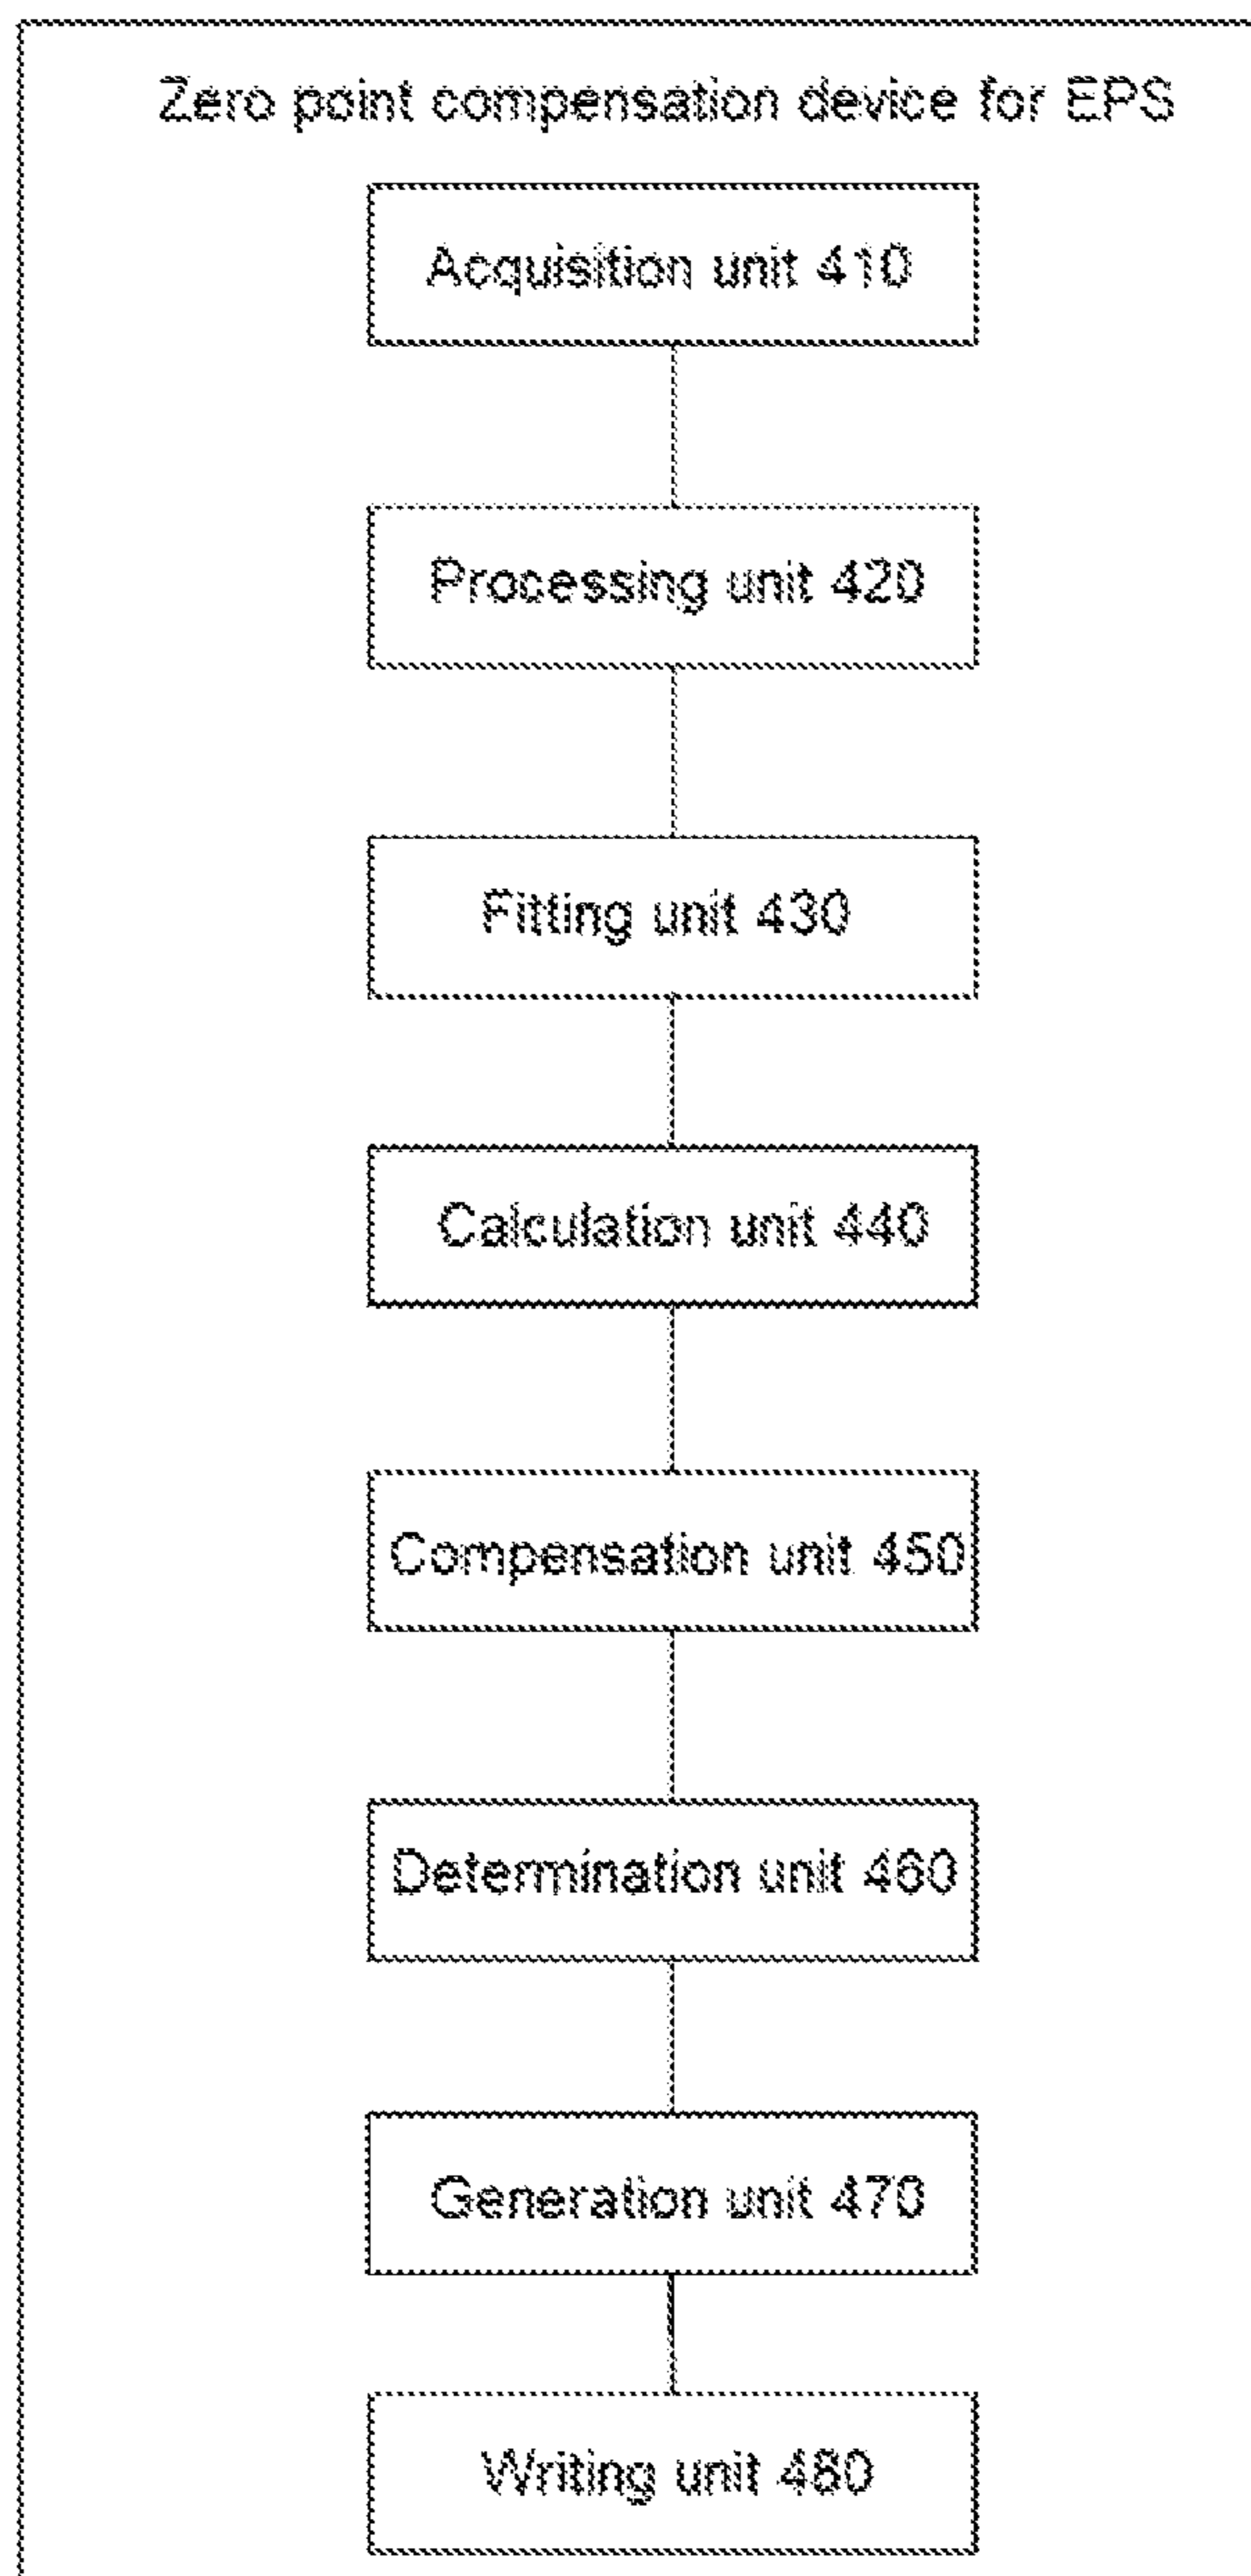 Zero point compensation device for EPS
Acquisition unit 410
Processing unit 420
Fitting unit 430
Calculation unit 440
Compensation unit 450
Determination unit 460
Generation unit 470
Writing unit 480